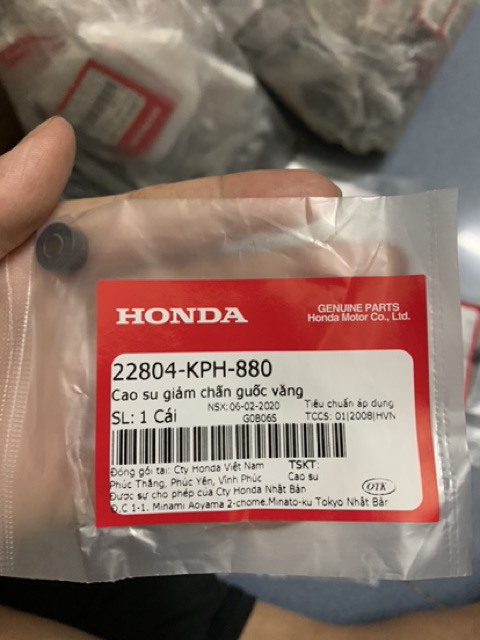 HONDA
HONDA
GENUINE PARTS
Honda Motor Co., Ltd.
22804-KPH-880
Cao su giảm chấn guốc văng
SL: 1 Cái
NSX:06-02-2020
G0B06S
Tiêu chuẩn áp dụng
TCCS: 01|2008|HVN
Đóng gói tại: Cty Honda Việt Nam
Phúc Thắng, Phúc Yên, Vĩnh Phúc
Được sự cho phép của Cty Honda Nhật Bản
Đ.C 1-1, Minami Aoyama 2-chome,Minato-ku Tokyo Nhật Bản
TSKT:
Cao su
OTK